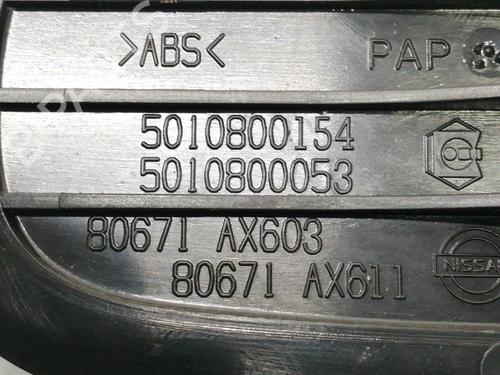 >ABS< PAP
5010800154
5010800053
80671 AX603
80671 AX611
NISSAN